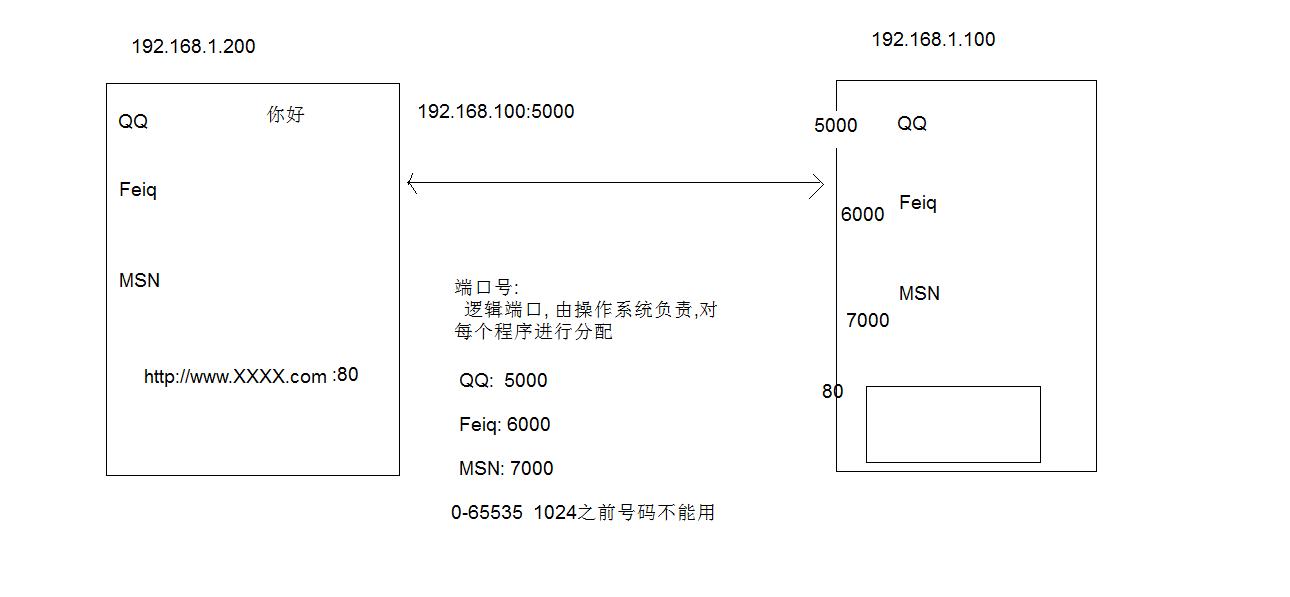 192.168.1.200
192.168.1.100
QQ
你好
192.168.100:5000
5000
QQ
Feiq
6000
Feiq
MSN
端口号:
逻辑端口, 由操作系统负责,对
每个程序进行分配
MSN
7000
http://www.XXXX.com :80
QQ: 5000
80
Feiq: 6000
MSN: 7000
0-65535 1024之前号码不能用